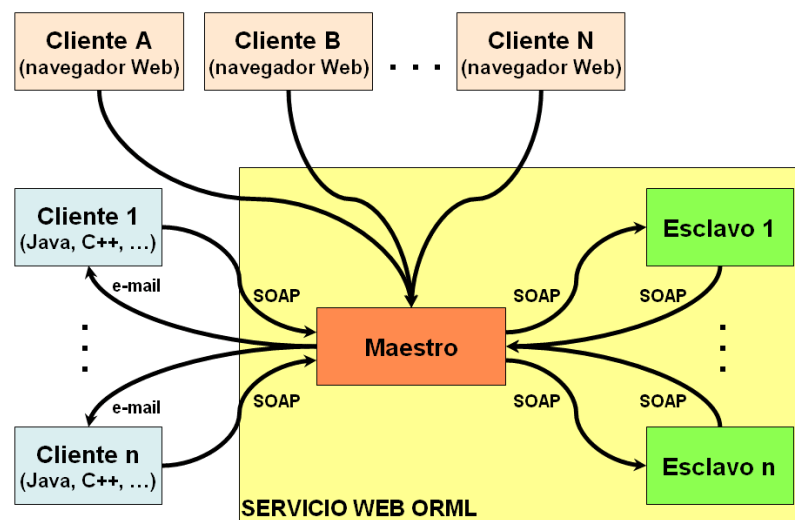 Cliente A
(navegador Web)
Cliente B
(navegador Web)
. . .
Cliente N
(navegador Web)
Cliente 1
(Java, C++, ...)
Esclavo 1
e-mail
SOAP
SOAP
SOAP
Maestro
e-mail
SOAP
SOAP
SOAP
Cliente n
(Java, C++, ...)
Esclavo n
SERVICIO WEB ORML